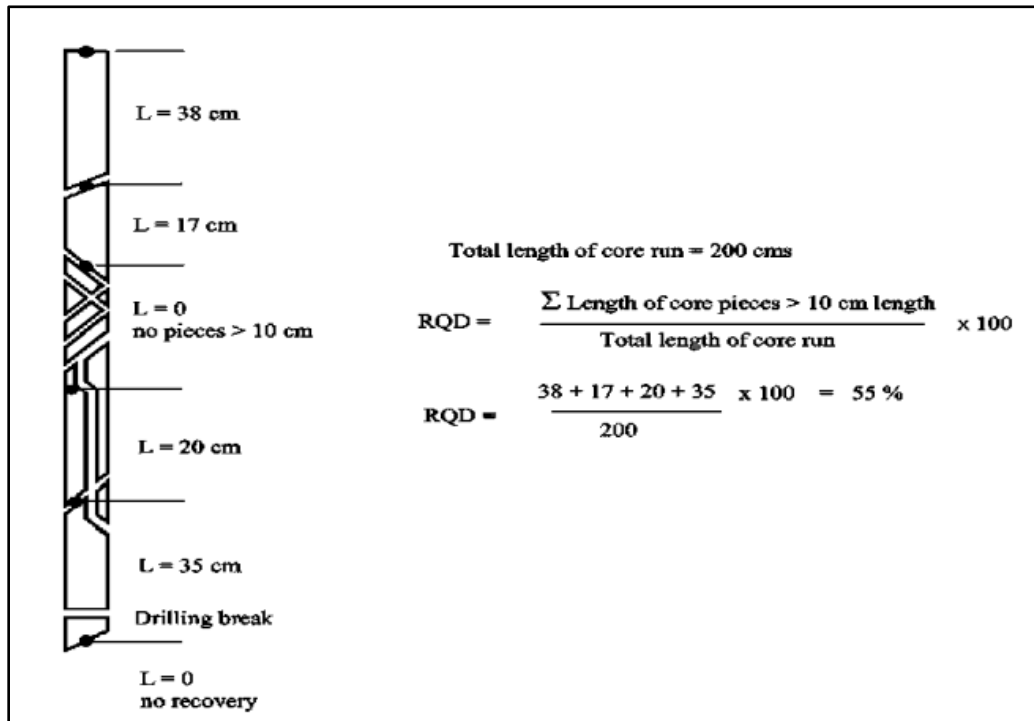 L = 38 cm
L = 17 cm
L = 0
no pieces > 10 cm
L = 20 cm
L = 35 cm
Drilling break
L = 0
no recovery
Total length of core run = 200 cms
RQD = Σ Length of core pieces > 10 cm length x 100
Total length of core run
RQD = 38 + 17 + 20 + 35 x 100 = 55 %
200